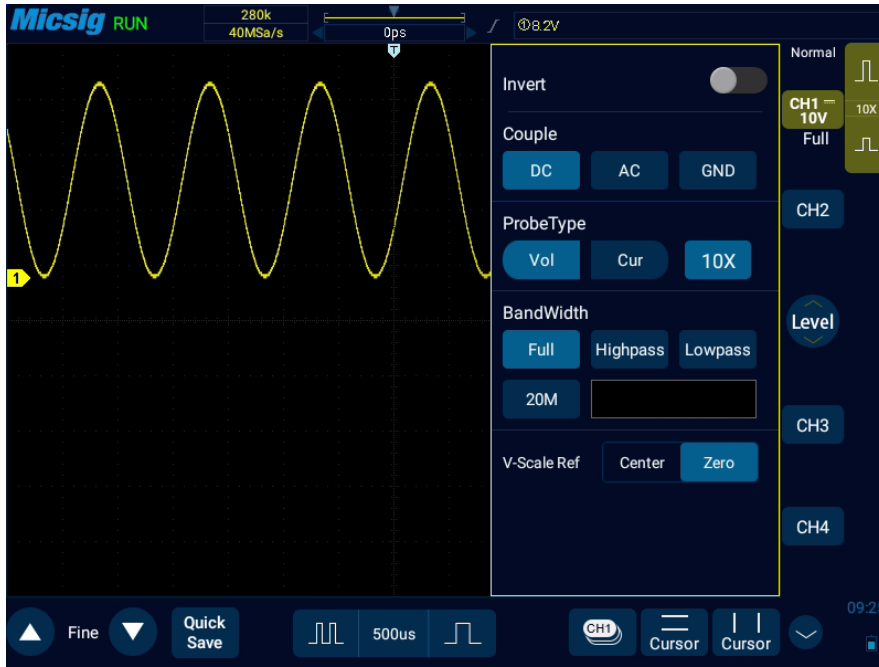 Micsig RUN
280k
40MSa/s
0ps
T
①8.2V
Invert
Couple
DC AC GND
ProbeType
Vol Cur 10X
BandWidth
Full Highpass Lowpass
20M
V-Scale Ref Center Zero
1
Normal
CH1
10V
Full
10X
CH2
Level
CH3
CH4
Fine
Quick
Save
500us
CH1
Cursor
Cursor